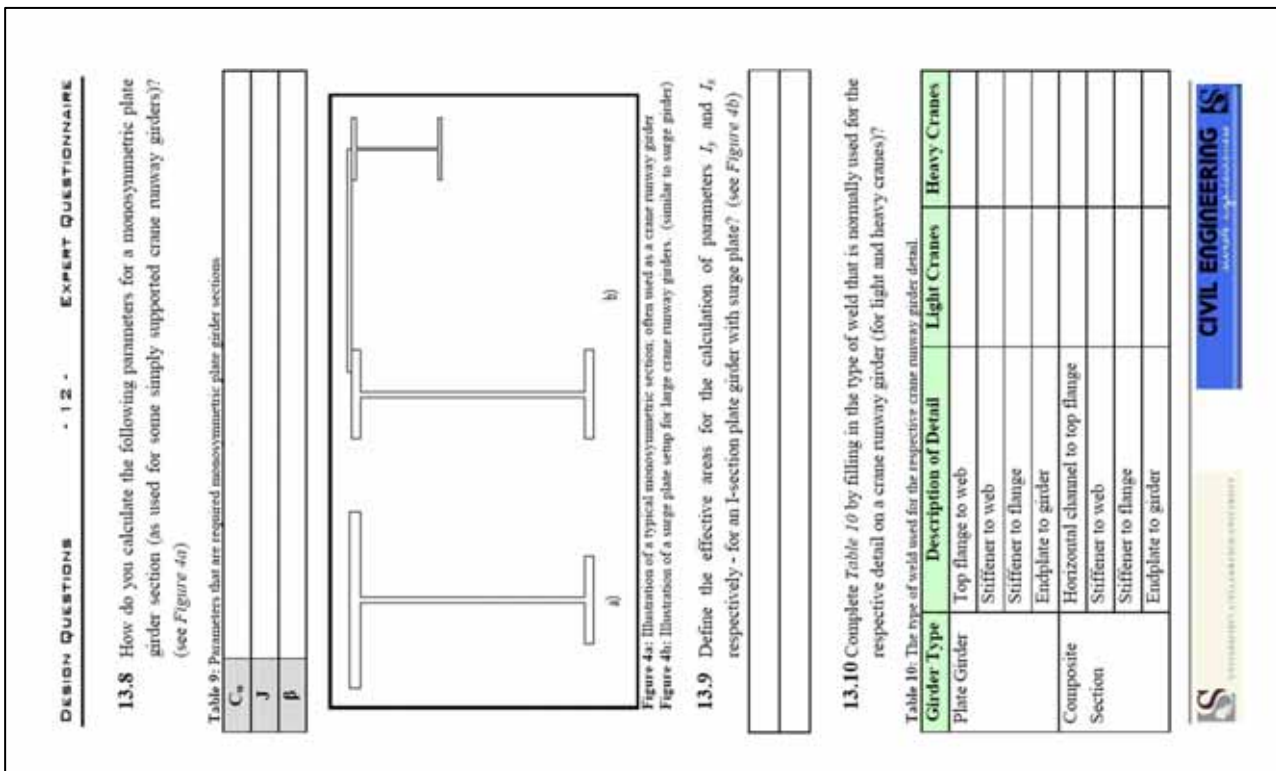 DESIGN QUESTIONS - 12 - EXPERT QUESTIONNAIRE
13.8 How do you calculate the following parameters for a monosymmetric plate
girder section (as used for some simply supported crane runway girders)?
(see Figure 4a)
Table 9: Parameters that are required monosymmetric plate girder sections
Cw
J
β
a)
b)
Figure 4a: Illustration of a typical monosymmetric section, often used as a crane runway girder
Figure 4b: Illustration of a surge plate setup for large crane runway girders. (similar to surge girder)
13.9 Define the effective areas for the calculation of parameters Iy and Ix
respectively - for an I-section plate girder with surge plate? (see Figure 4b)
13.10 Complete Table 10 by filling in the type of weld that is normally used for the
respective detail on a crane runway girder (for light and heavy cranes)?
Table 10: The type of weld used for the respective crane runway girder detail.
Girder Type Description of Detail Light Cranes Heavy Cranes
Plate Girder Top flange to web
Stiffener to web
Stiffener to flange
Endplate to girder
Composite Horizontal channel to top flange
Section Stiffener to web
Stiffener to flange
Endplate to girder
CIVIL ENGINEERING